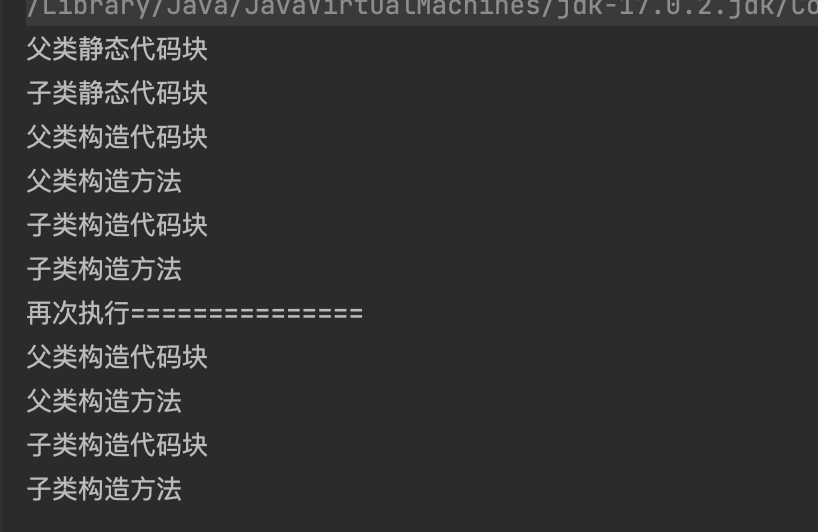 /Library/Java/JavaVirtualMachines/jdk-17.0.2.jdk/Co
父类静态代码块
子类静态代码块
父类构造代码块
父类构造方法
子类构造代码块
子类构造方法
再次执行===============
父类构造代码块
父类构造方法
子类构造代码块
子类构造方法